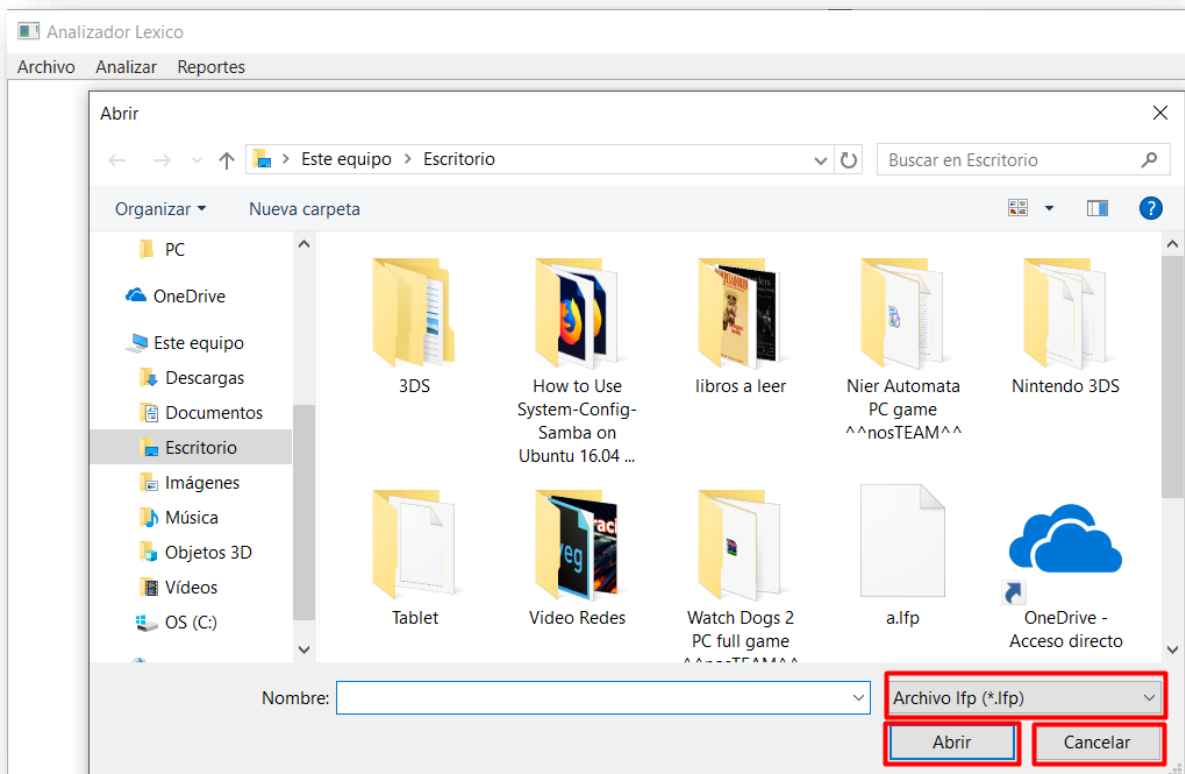 Analizador Lexico
Archivo Analizar Reportes
Abrir
Este equipo > Escritorio
Buscar en Escritorio
Organizar Nueva carpeta
PC
OneDrive
Este equipo
Descargas
Documentos
Escritorio
Imágenes
Música
Objetos 3D
Vídeos
OS (C:)
3DS
How to Use
System-Config-
Samba on
Ubuntu 16.04 ...
libros a leer
Nier Automata
PC game
^^nosTEAM^^
Nintendo 3DS
Tablet
Video Redes
Watch Dogs 2
PC full game
a.lfp
OneDrive -
Acceso directo
Nombre:
Archivo lfp (*.lfp)
Abrir
Cancelar